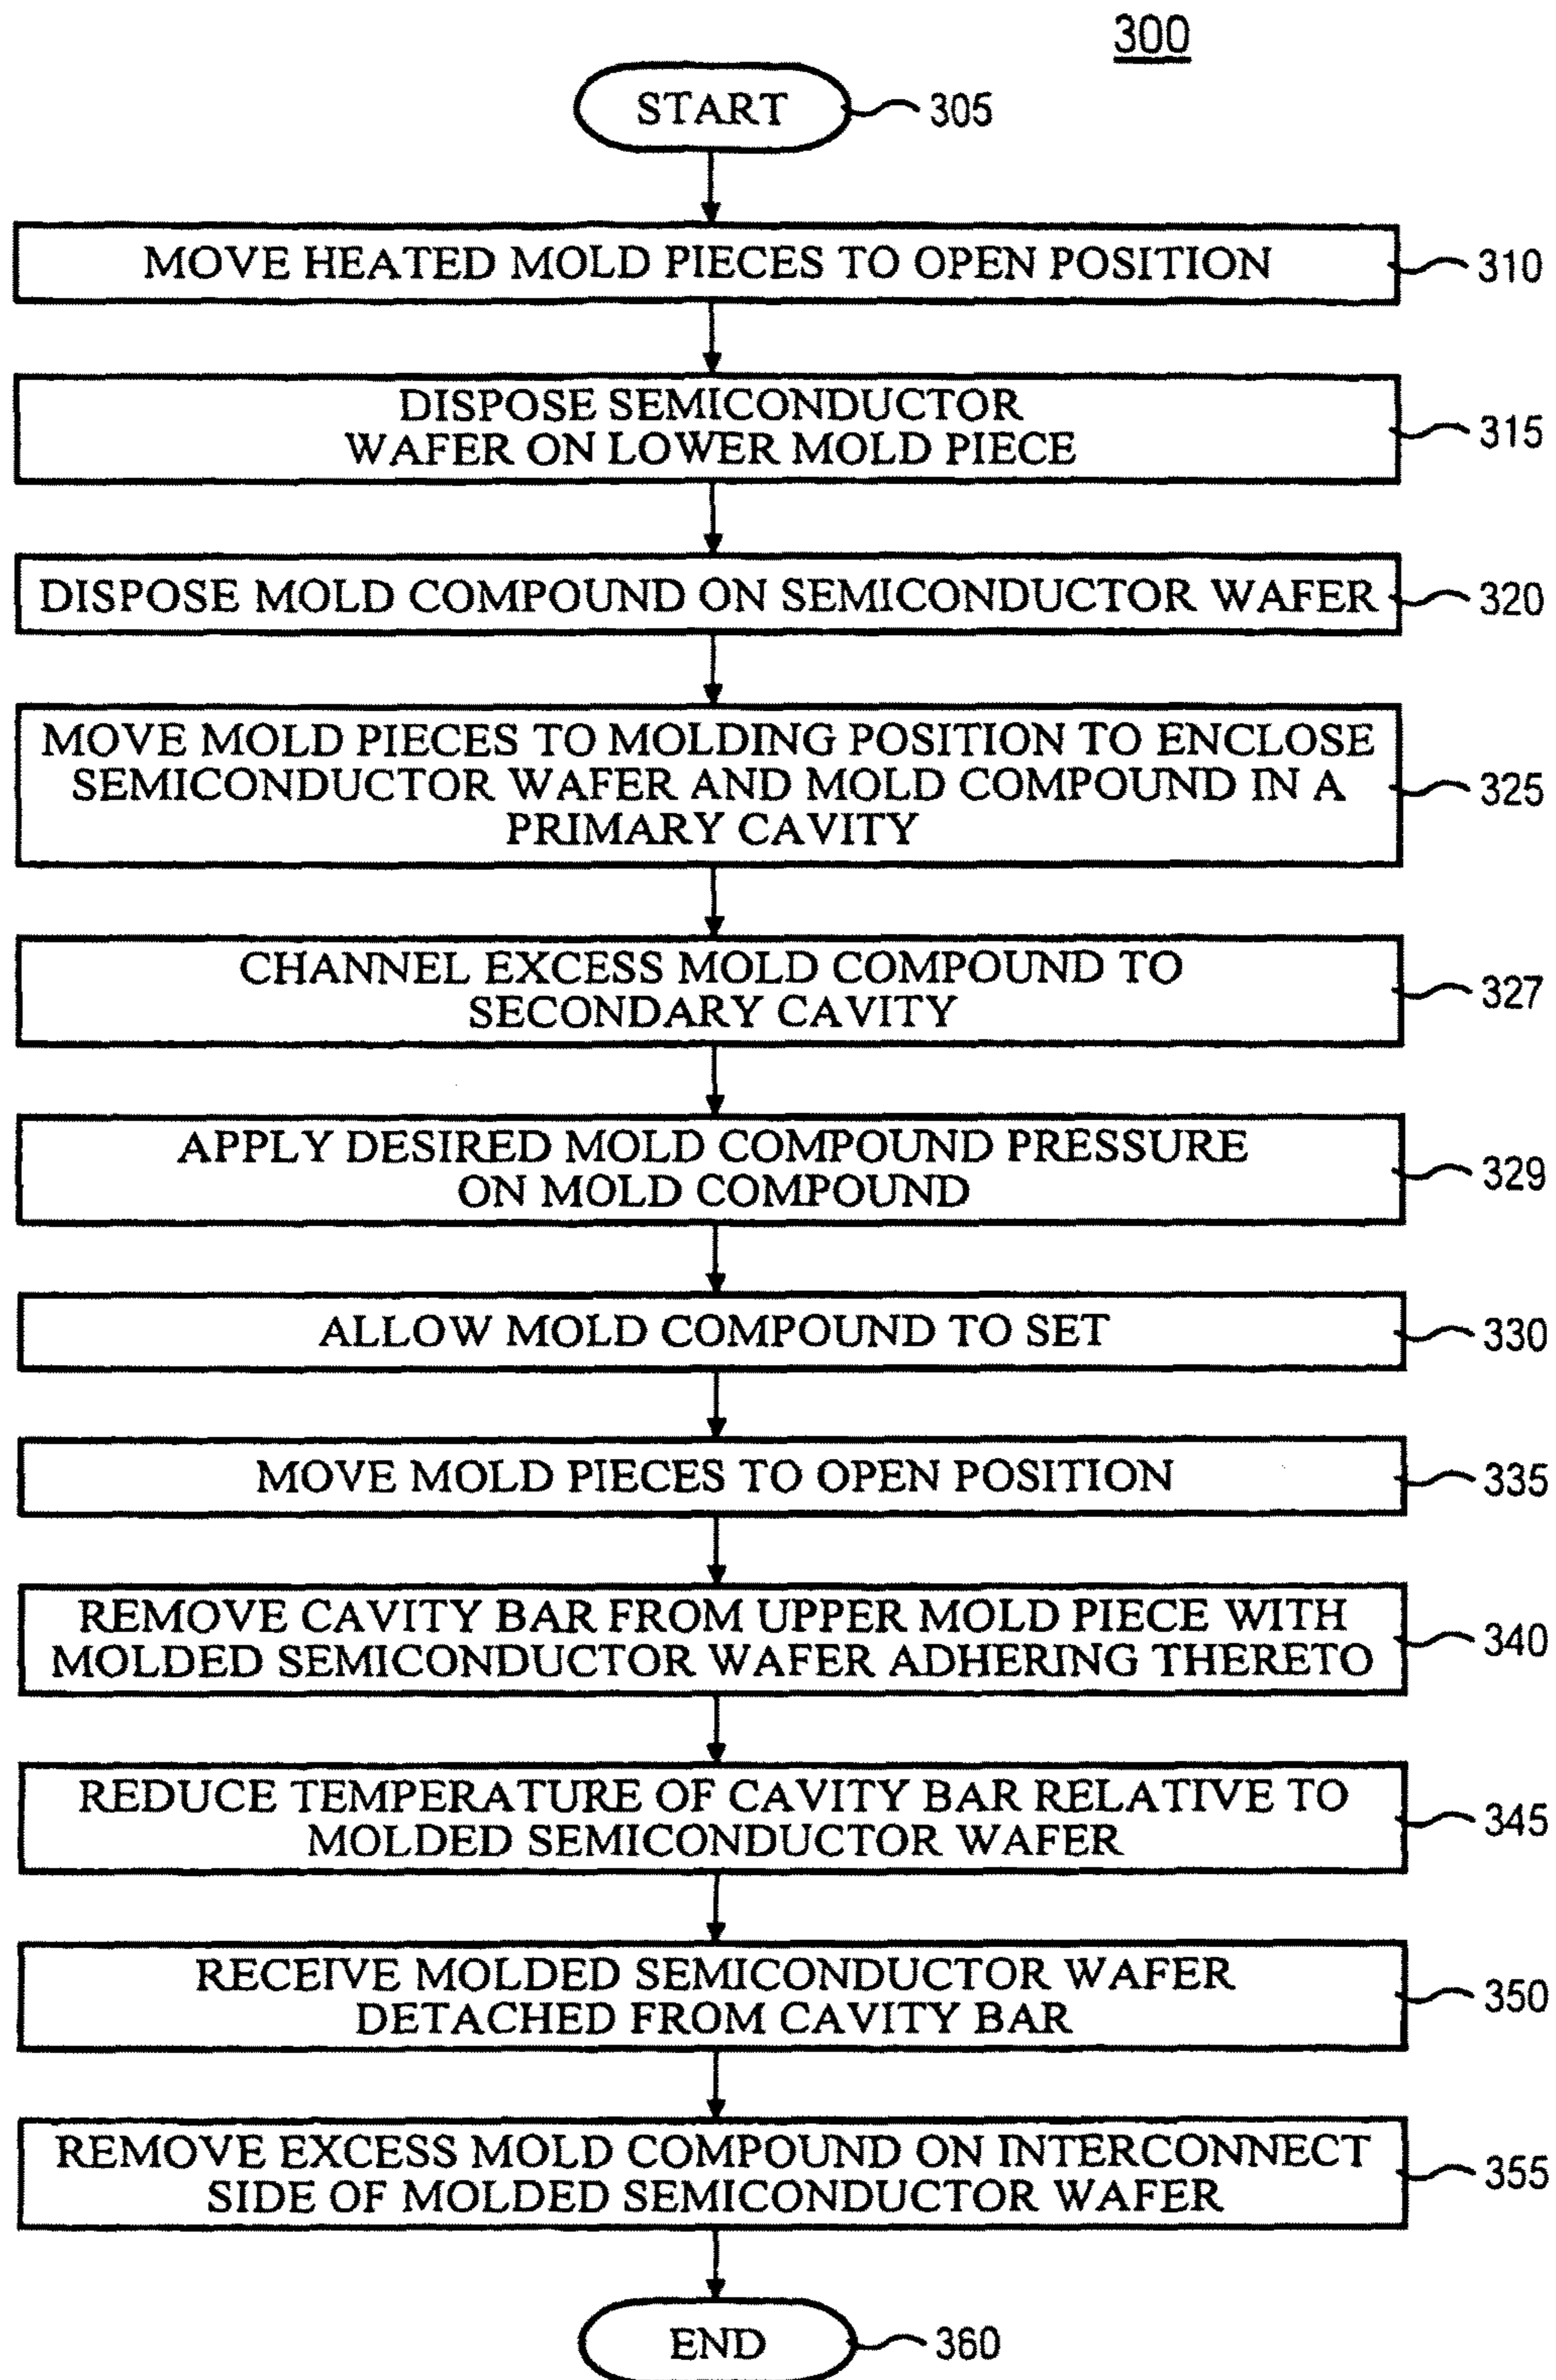 300
START
305
MOVE HEATED MOLD PIECES TO OPEN POSITION
310
DISPOSE SEMICONDUCTOR
WAFER ON LOWER MOLD PIECE
315
DISPOSE MOLD COMPOUND ON SEMICONDUCTOR WAFER
320
MOVE MOLD PIECES TO MOLDING POSITION TO ENCLOSE
SEMICONDUCTOR WAFER AND MOLD COMPOUND IN A
PRIMARY CAVITY
325
CHANNEL EXCESS MOLD COMPOUND TO
SECONDARY CAVITY
327
APPLY DESIRED MOLD COMPOUND PRESSURE
ON MOLD COMPOUND
329
ALLOW MOLD COMPOUND TO SET
330
MOVE MOLD PIECES TO OPEN POSITION
335
REMOVE CAVITY BAR FROM UPPER MOLD PIECE WITH
MOLDED SEMICONDUCTOR WAFER ADHERING THERETO
340
REDUCE TEMPERATURE OF CAVITY BAR RELATIVE TO
MOLDED SEMICONDUCTOR WAFER
345
RECEIVE MOLDED SEMICONDUCTOR WAFER
DETACHED FROM CAVITY BAR
350
REMOVE EXCESS MOLD COMPOUND ON INTERCONNECT
SIDE OF MOLDED SEMICONDUCTOR WAFER
355
END
360